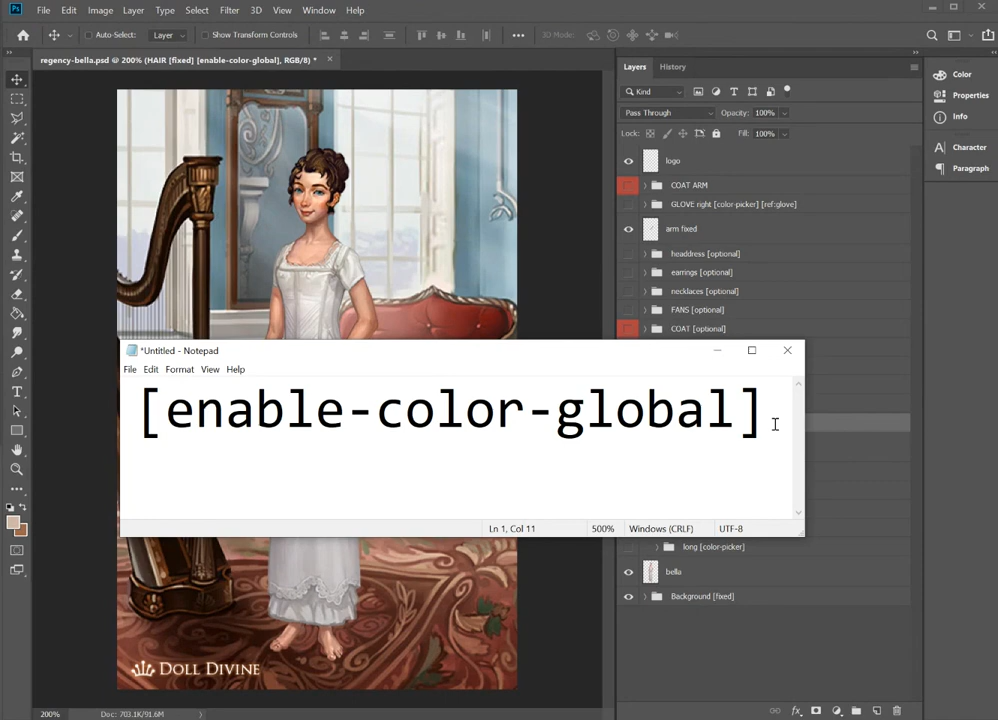 File Edit Image Layer Type Select Filter 3D View Window Help
Auto-Select: Layer Show Transform Controls 3D Mode:
regency-bella.psd @ 200% (HAIR [fixed] [enable-color-global], RGB/8) *
Layers History
Kind
Pass Through Opacity: 100%
Lock: Fill: 100%
logo
COAT ARM
GLOVE right [color-picker] [ref:glove]
arm fixed
headdress [optional]
earrings [optional]
necklaces [optional]
FANS [optional]
COAT [optional]
Color
Properties
Info
Character
Paragraph
*Untitled - Notepad
File Edit Format View Help
[enable-color-global]
Ln 1, Col 11 500% Windows (CRLF) UTF-8
long [color-picker]
bella
Background [fixed]
DOLL DIVINE
200% Doc: 703.1K/91.6M